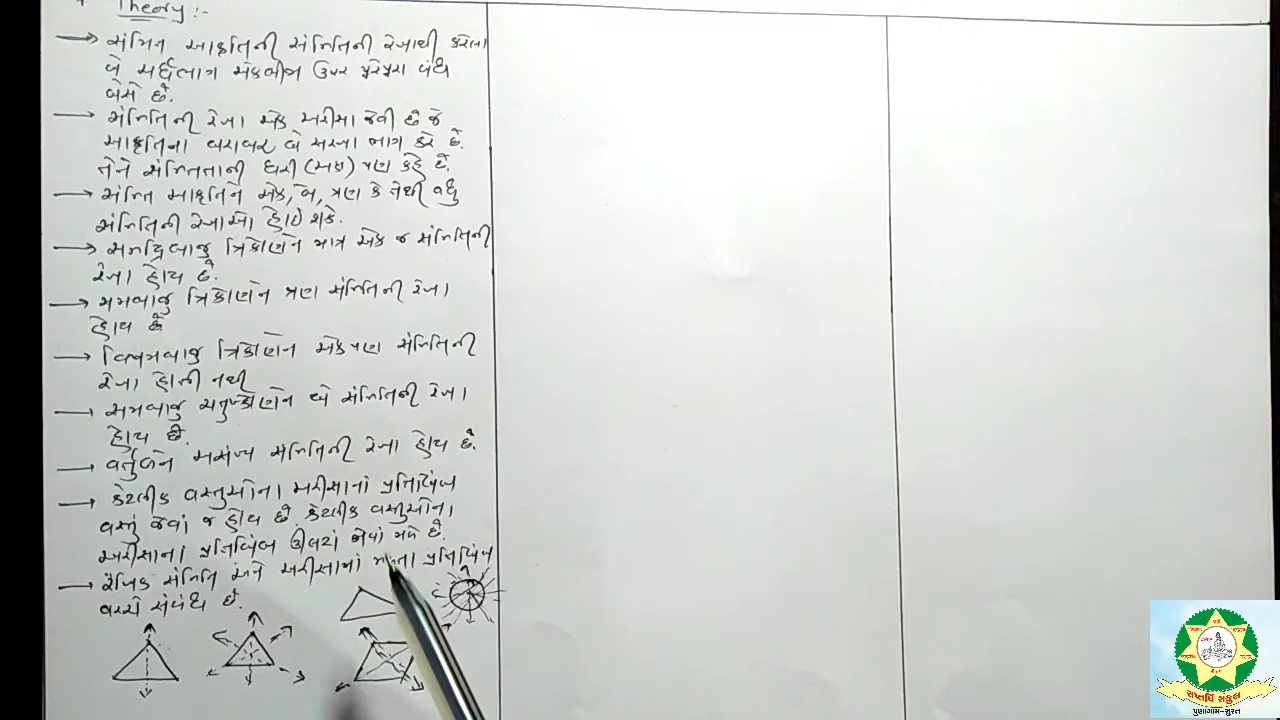 Theory :-
→ સંમિત આકૃતિની સંમિતિની રેખાથી કરેલા
બે અર્ધભાગ એકબીજા ઉપર પૂરેપૂરા બંધ
બેસે છે.
→ સંમિતિની રેખા એક અરીસા જેવી છે જે
આકૃતિના બરાબર બે સરખા ભાગ કરે છે.
તેને સંમિતતાની ધરી (અક્ષ) પણ કહે છે.
→ સંમિત આકૃતિને એક, બે, ત્રણ કે તેથી વધુ
સંમિતિની રેખાઓ હોઈ શકે.
→ સમદ્વિબાજુ ત્રિકોણને માત્ર એક જ સંમિતિની
રેખા હોય છે.
→ સમબાજુ ત્રિકોણને ત્રણ સંમિતિની રેખા
હોય છે
→ વિષમબાજુ ત્રિકોણને એકપણ સંમિતિની
રેખા હોતી નથી
→ સમબાજુ ચતુષ્કોણને બે સંમિતિની રેખા
હોય છે.
→ વર્તુળને અસંખ્ય સંમિતિની રેખા હોય છે.
→ કેટલીક વસ્તુઓના અરીસાનાં પ્રતિબિંબ
વસ્તુ જેવાં જ હોય છે. કેટલીક વસ્તુઓના
અરીસાના પ્રતિબિંબ ઊલટાં જોવાં મળે છે.
→ રૈખિક સંમિતિ અને અરીસામાં પ્રતિબિંબ
વચ્ચે સંબંધ છે.
સપ્તર્ષિ સંકુલ
પુણાગામ-સુરત